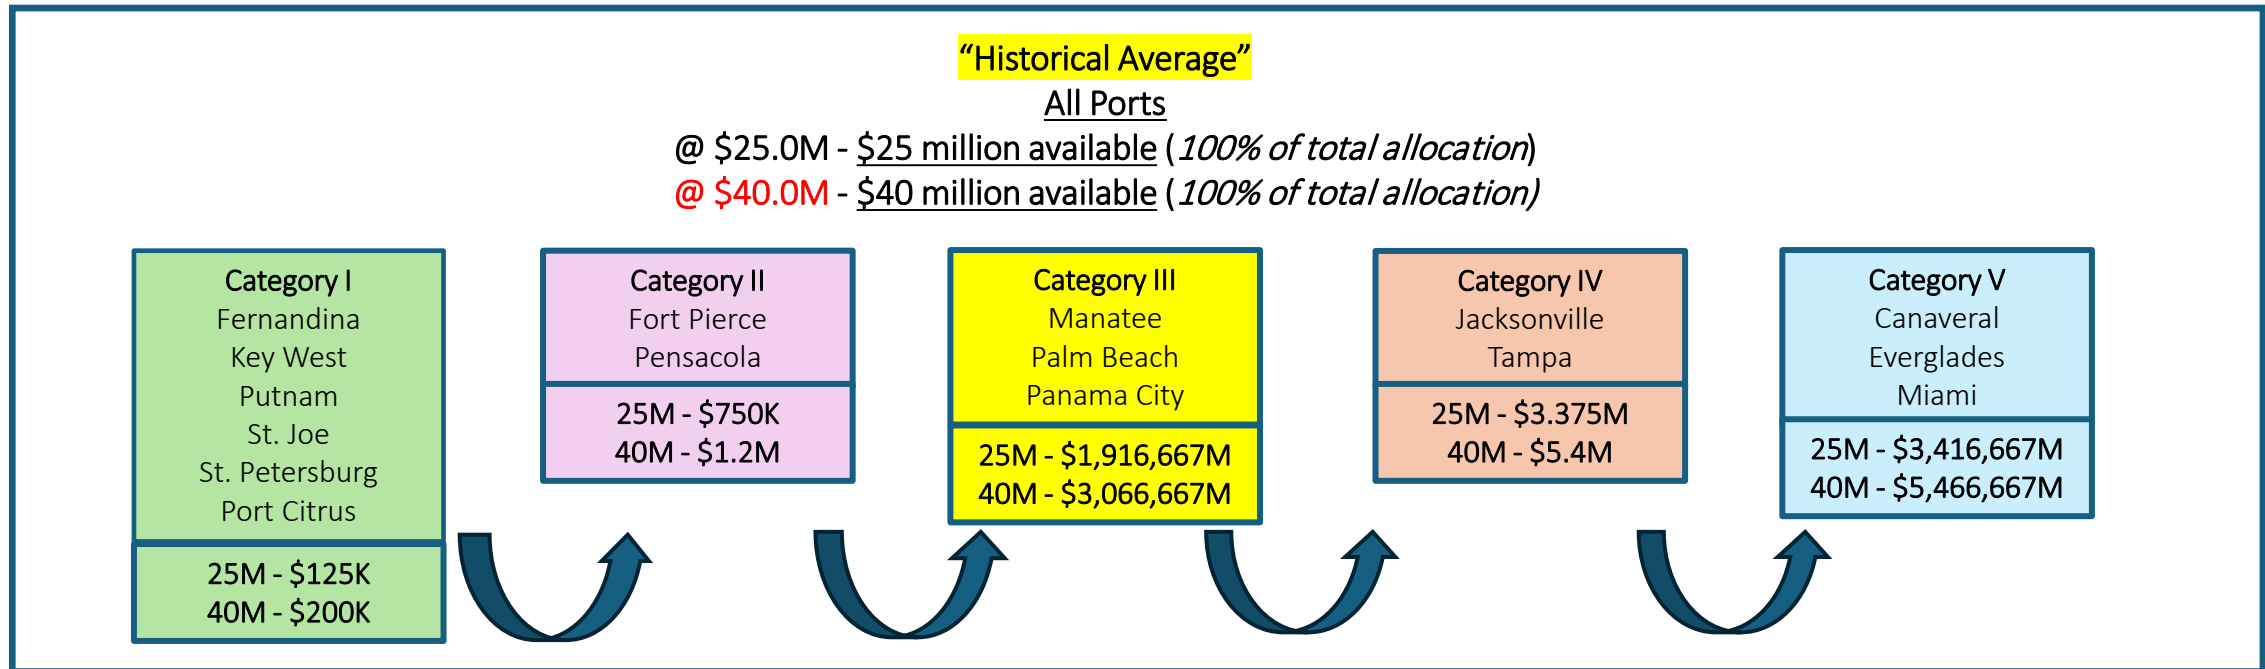 “Historical Average”
All Ports
@ $25.0M - $25 million available (100% of total allocation)
@ $40.0M - $40 million available (100% of total allocation)
Category I
Fernandina
Key West
Putnam
St. Joe
St. Petersburg
Port Citrus
25M - $125K
40M - $200K
Category II
Fort Pierce
Pensacola
25M - $750K
40M - $1.2M
Category III
Manatee
Palm Beach
Panama City
25M - $1,916,667M
40M - $3,066,667M
Category IV
Jacksonville
Tampa
25M - $3.375M
40M - $5.4M
Category V
Canaveral
Everglades
Miami
25M - $3,416,667M
40M - $5,466,667M